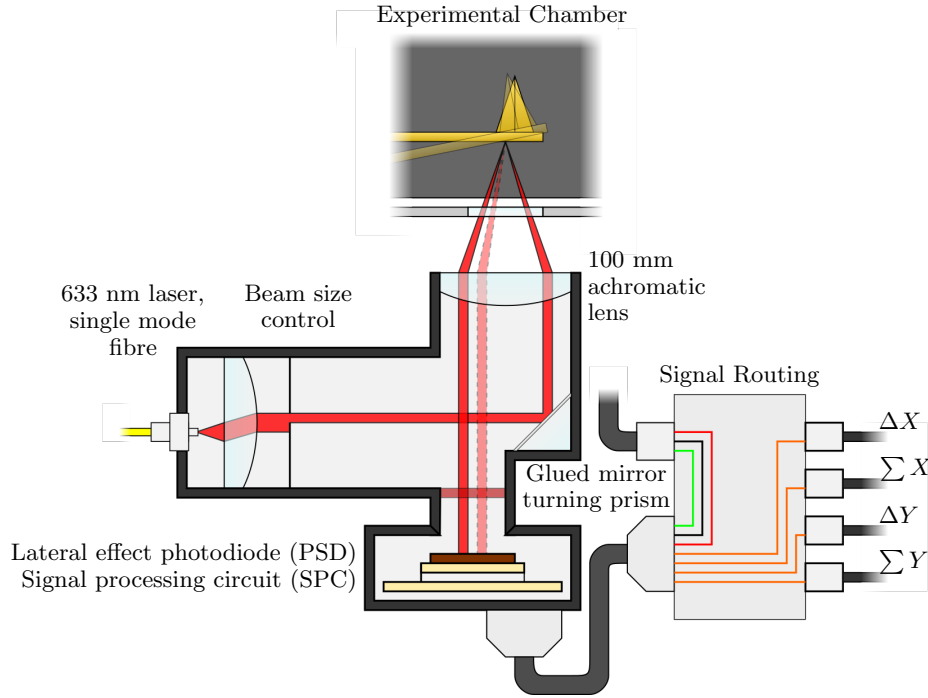 Experimental Chamber
100 mm
achromatic
lens
633 nm laser,
single mode
fibre
Beam size
control
Signal Routing
ΔX
∑ X
ΔY
∑ Y
Glued mirror
turning prism
Lateral effect photodiode (PSD)
Signal processing circuit (SPC)